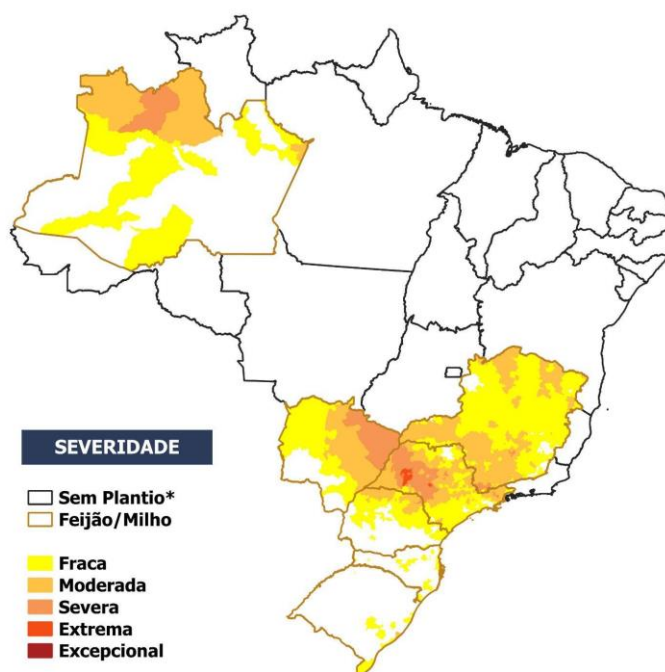 SEVERIDADE
Sem Plantio*
Feijão/Milho
Fraca
Moderada
Severa
Extrema
Excepcional